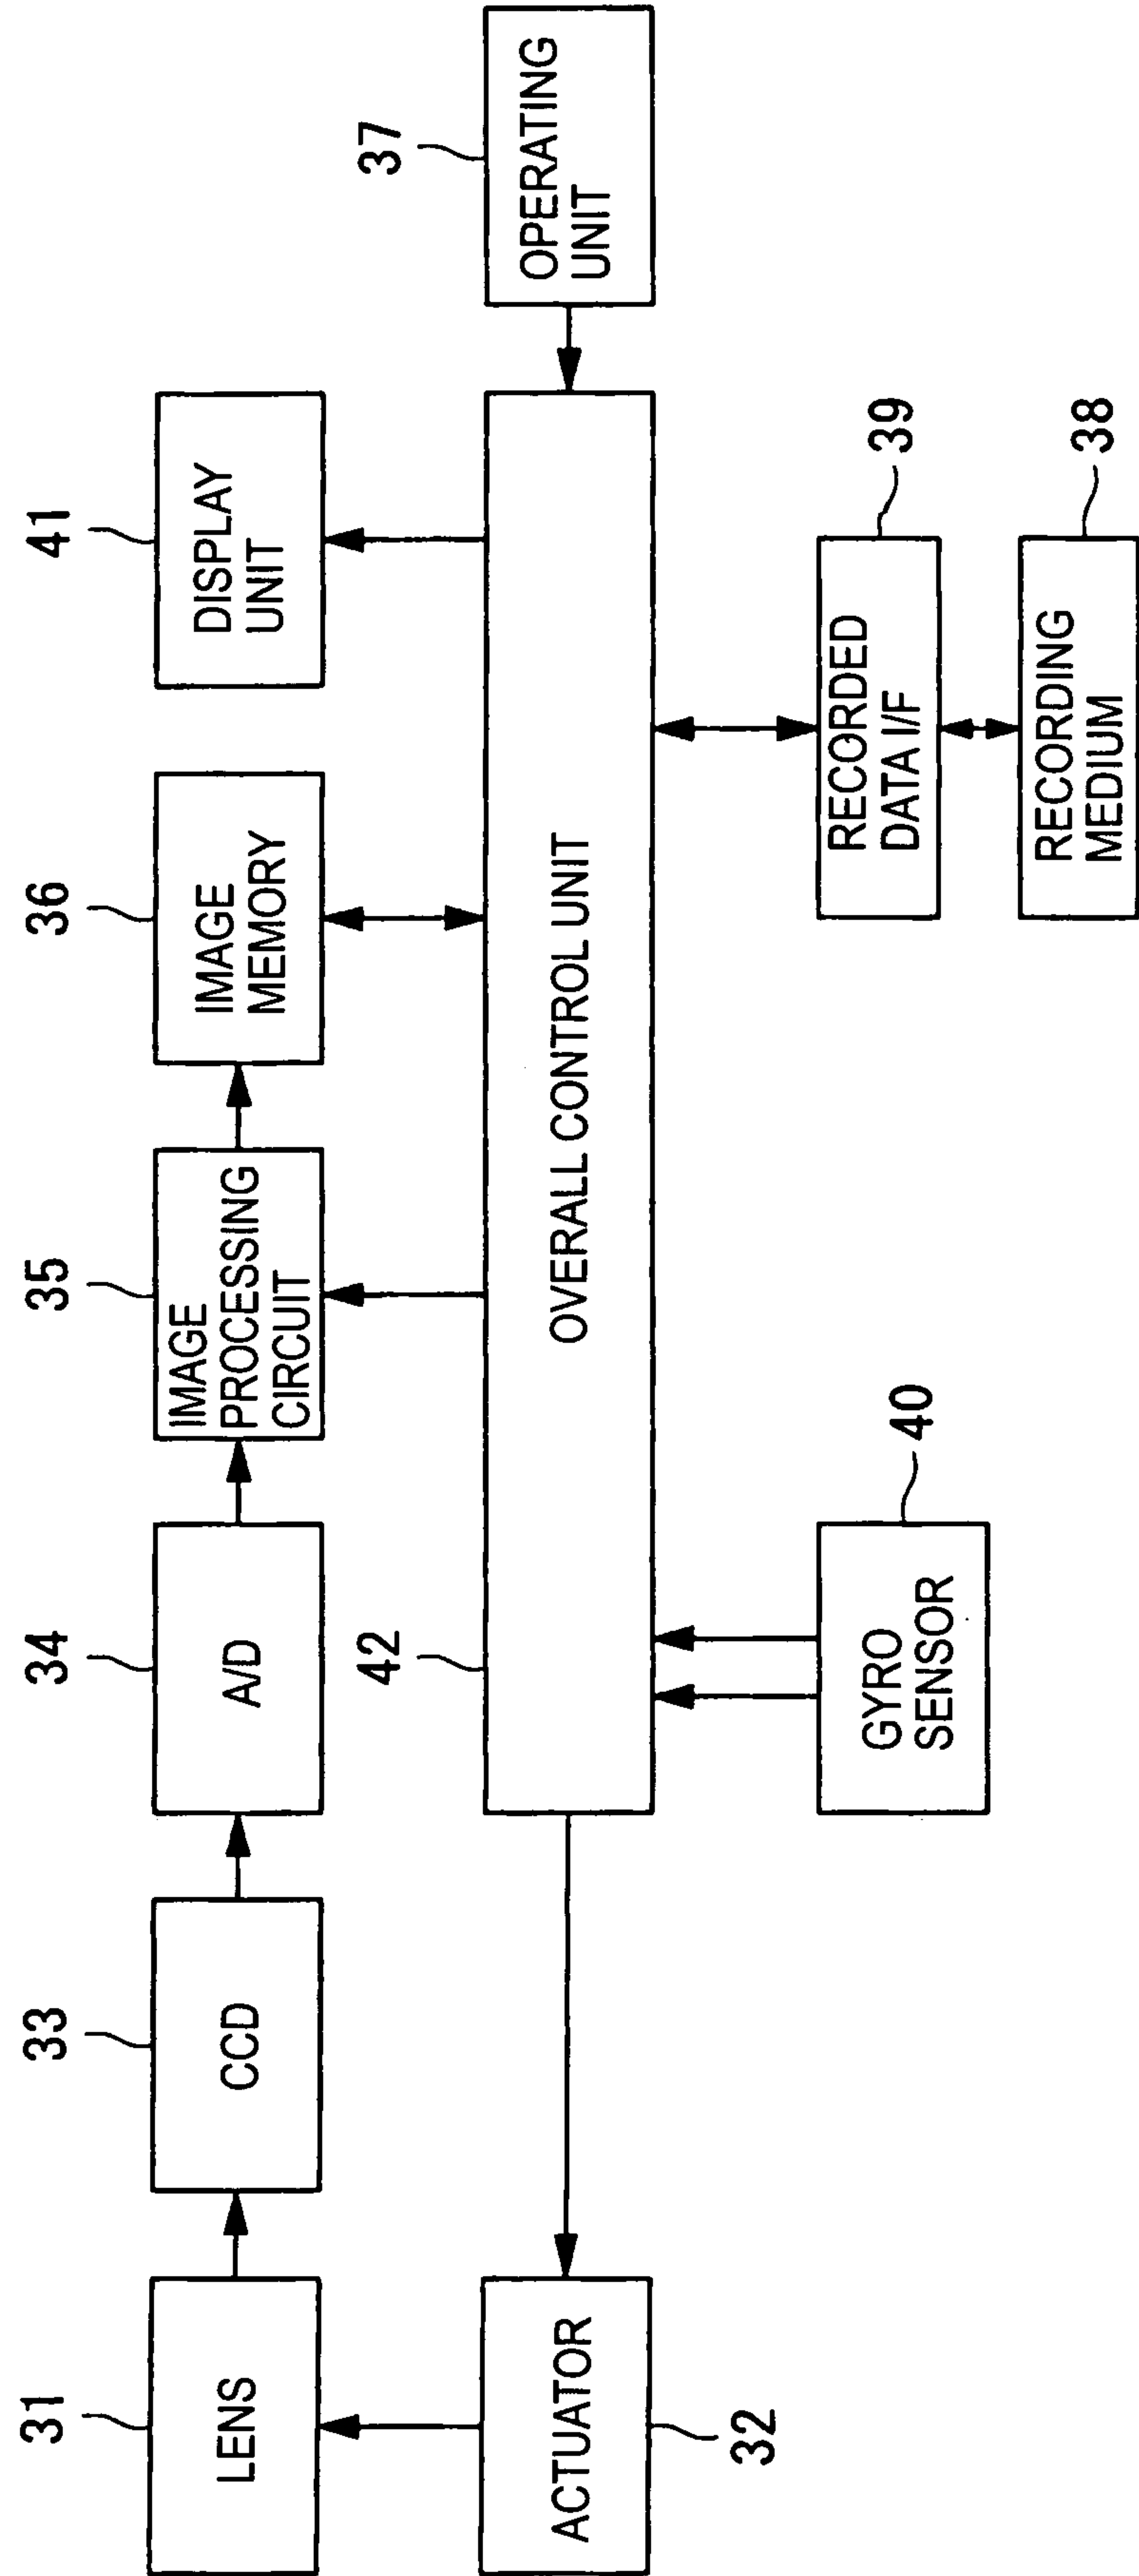 31
LENS
33
CCD
34
A/D
35
IMAGE
PROCESSING
CIRCUIT
36
IMAGE
MEMORY
41
DISPLAY
UNIT
32
ACTUATOR
42
OVERALL CONTROL UNIT
37
OPERATING
UNIT
40
GYRO
SENSOR
39
RECORDED
DATA I/F
38
RECORDING
MEDIUM